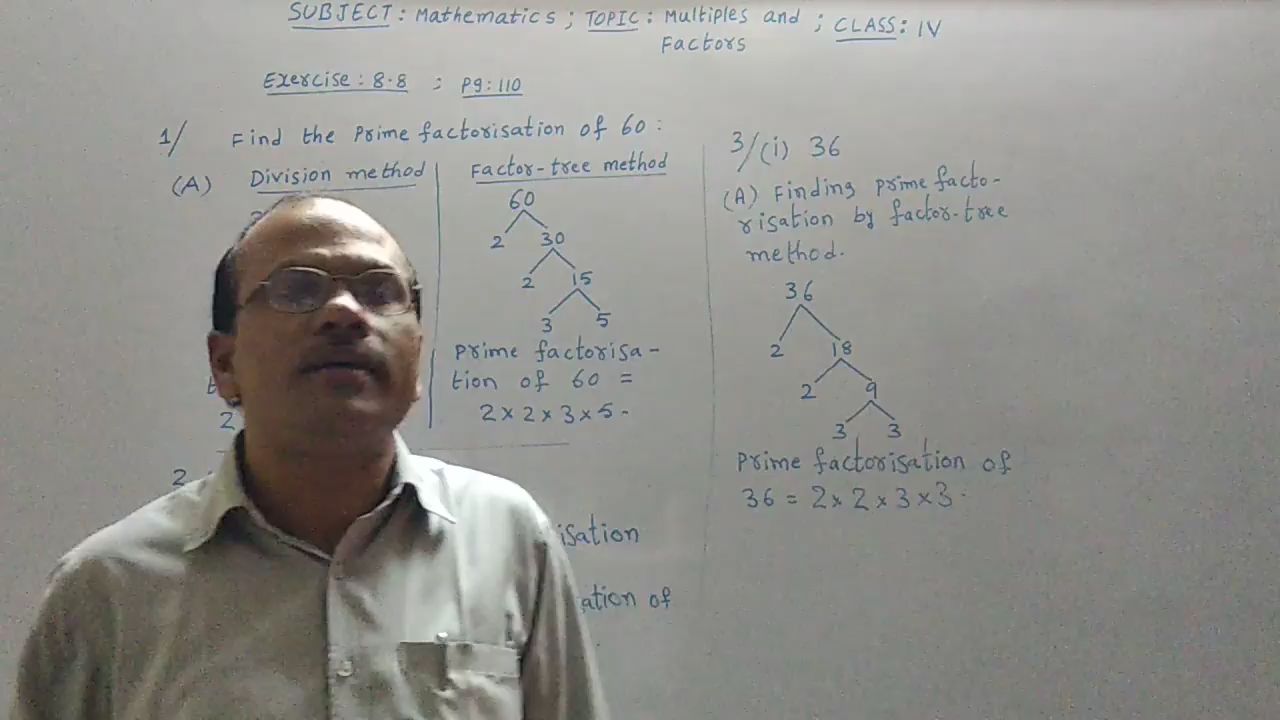 SUBJECT: Mathematics ; TOPIC: Multiples and ; CLASS: IV
Factors
Exercise: 8.8 ; Pg: 110
1/ Find the Prime factorisation of 60:
(A) Division method
2
Factor-tree method
60
2 30
2 15
3 5
Prime factorisa-
tion of 60 =
2 x 2 x 3 x 5.
isation
ation of
3/(i) 36
(A) Finding prime facto-
risation by factor-tree
method.
36
2 18
2 9
3 3
Prime factorisation of
36 = 2 x 2 x 3 x 3.